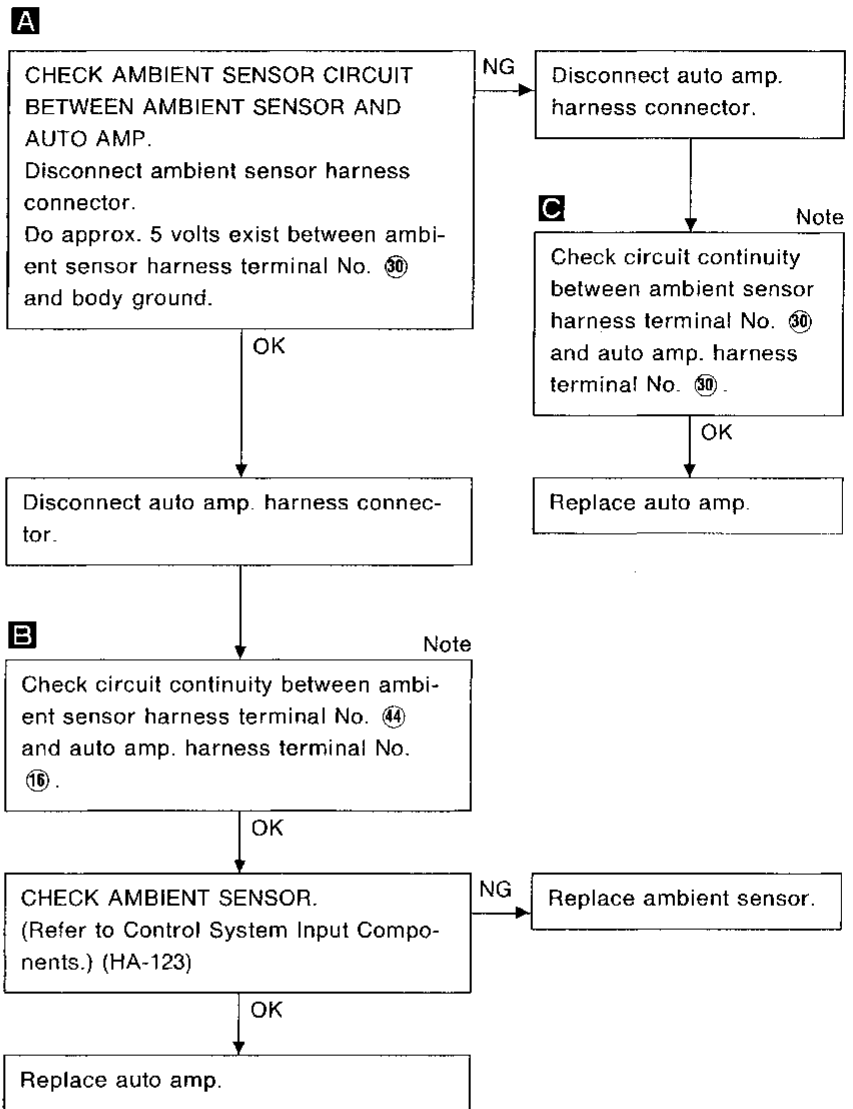 A
CHECK AMBIENT SENSOR CIRCUIT
BETWEEN AMBIENT SENSOR AND
AUTO AMP.
Disconnect ambient sensor harness
connector.
Do approx. 5 volts exist between ambi-
ent sensor harness terminal No. ㉚
and body ground.
NG
Disconnect auto amp.
harness connector.
C
Note
Check circuit continuity
between ambient sensor
harness terminal No. ㉚
and auto amp. harness
terminal No. ㉚ .
OK
Replace auto amp.
OK
Disconnect auto amp. harness connec-
tor.
B
Note
Check circuit continuity between ambi-
ent sensor harness terminal No. ㊹
and auto amp. harness terminal No.
⑯ .
OK
CHECK AMBIENT SENSOR.
(Refer to Control System Input Compo-
nents.) (HA-123)
NG
Replace ambient sensor.
OK
Replace auto amp.